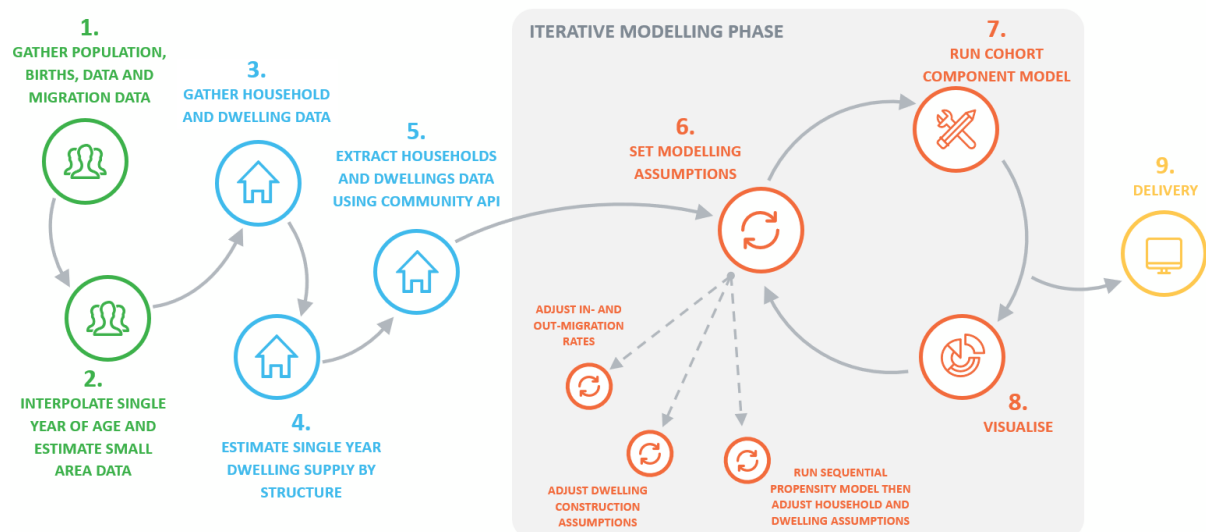 1.
GATHER POPULATION,
BIRTHS, DATA AND
MIGRATION DATA
2.
INTERPOLATE SINGLE
YEAR OF AGE AND
ESTIMATE SMALL
AREA DATA
3.
GATHER HOUSEHOLD
AND DWELLING DATA
4.
ESTIMATE SINGLE YEAR
DWELLING SUPPLY BY
STRUCTURE
5.
EXTRACT HOUSEHOLDS
AND DWELLINGS DATA
USING COMMUNITY API
ITERATIVE MODELLING PHASE
6.
SET MODELLING
ASSUMPTIONS
ADJUST IN- AND
OUT-MIGRATION
RATES
ADJUST DWELLING
CONSTRUCTION
ASSUMPTIONS
RUN SEQUENTIAL
PROPENSITY MODEL THEN
ADJUST HOUSEHOLD AND
DWELLING ASSUMPTIONS
7.
RUN COHORT
COMPONENT MODEL
8.
VISUALISE
9.
DELIVERY